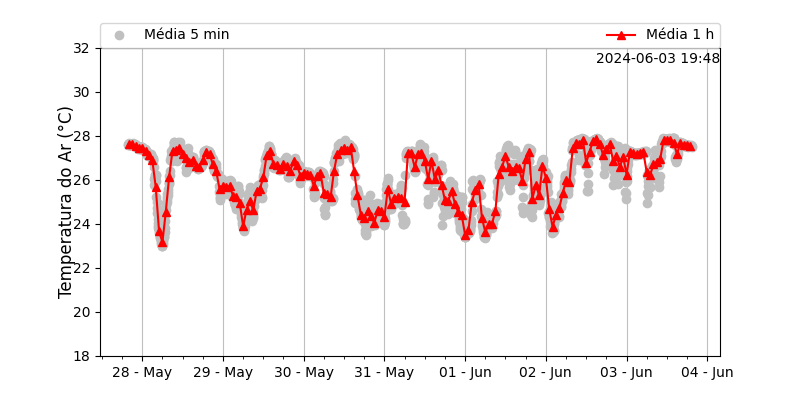 Média 5 min
Média 1 h
2024-06-03 19:48
Temperatura do Ar (°C)
32
30
28
26
24
22
20
18
28 - May
29 - May
30 - May
31 - May
01 - Jun
02 - Jun
03 - Jun
04 - Jun